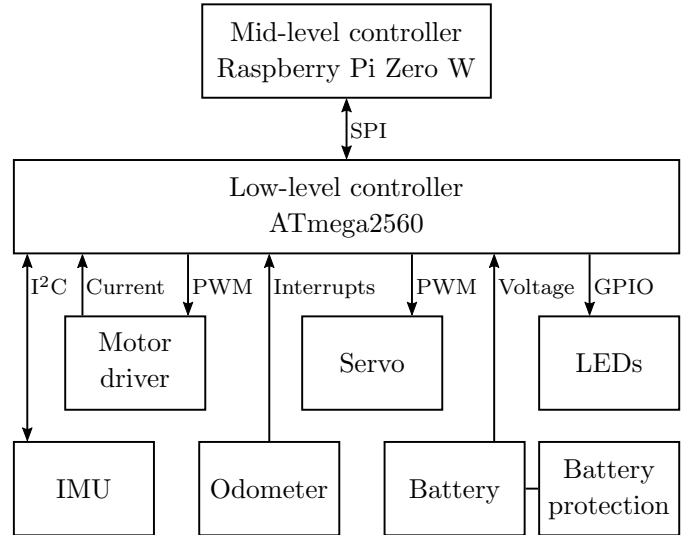 Mid-level controller
Raspberry Pi Zero W
SPI
Low-level controller
ATmega2560
I²C
Current
PWM
Interrupts
PWM
Voltage
GPIO
Motor
driver
Servo
LEDs
IMU
Odometer
Battery
Battery
protection